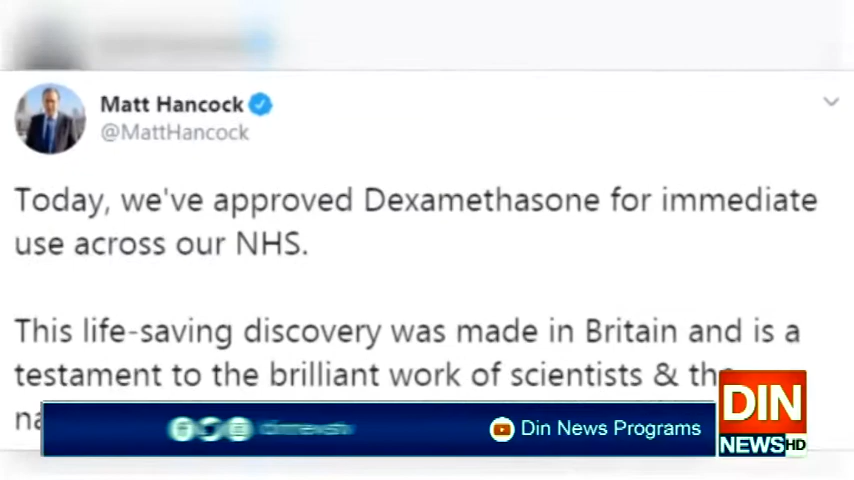 Matt Hancock
@MattHancock
Today, we've approved Dexamethasone for immediate
use across our NHS.
This life-saving discovery was made in Britain and is a
testament to the brilliant work of scientists & the
Din News Programs
DIN
NEWS HD